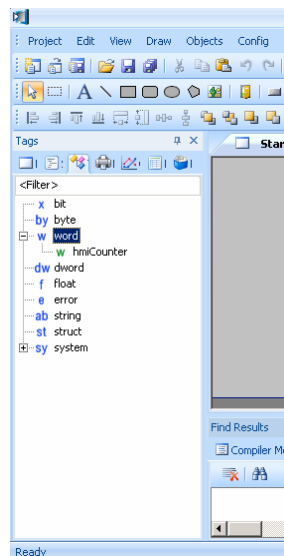 Project Edit View Draw Objects Config
Tags
Star
<Filter>
x bit
by byte
w word
w hmiCounter
dw dword
f float
e error
ab string
st struct
sy system
Find Results
Compiler Me
Ready